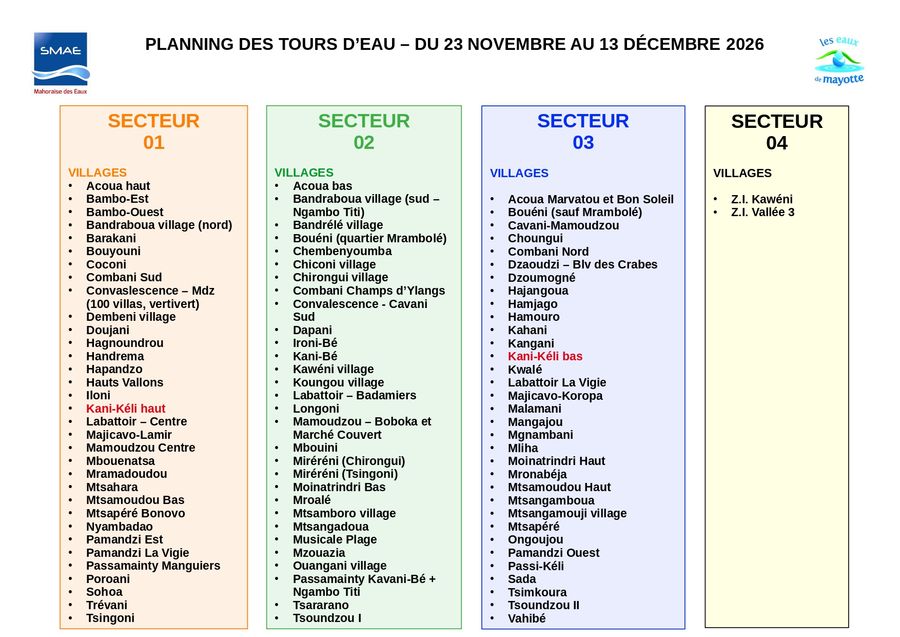 SMAE
Mahoraise des Eaux
PLANNING DES TOURS D’EAU – DU 23 NOVEMBRE AU 13 DÉCEMBRE 2026
les eaux
de mayotte
SECTEUR
01
VILLAGES
• Acoua haut
• Bambo-Est
• Bambo-Ouest
• Bandraboua village (nord)
• Barakani
• Bouyouni
• Coconi
• Combani Sud
• Convaslescence – Mdz
(100 villas, vertivert)
• Dembeni village
• Doujani
• Hagnoundrou
• Handrema
• Hapandzo
• Hauts Vallons
• Iloni
• Kani-Kéli haut
• Labattoir – Centre
• Majicavo-Lamir
• Mamoudzou Centre
• Mbouenatsa
• Mramadoudou
• Mtsahara
• Mtsamoudou Bas
• Mtsapéré Bonovo
• Nyambadao
• Pamandzi Est
• Pamandzi La Vigie
• Passamainty Manguiers
• Poroani
• Sohoa
• Trévani
• Tsingoni
SECTEUR
02
VILLAGES
• Acoua bas
• Bandraboua village (sud –
Ngambo Titi)
• Bandrélé village
• Bouéni (quartier Mrambolé)
• Chembenyoumba
• Chiconi village
• Chirongui village
• Combani Champs d’Ylangs
• Convalescence - Cavani
Sud
• Dapani
• Ironi-Bé
• Kani-Bé
• Kawéni village
• Koungou village
• Labattoir – Badamiers
• Longoni
• Mamoudzou – Boboka et
Marché Couvert
• Mbouini
• Miréréni (Chirongui)
• Miréréni (Tsingoni)
• Moinatrindri Bas
• Mroalé
• Mtsamboro village
• Mtsangadoua
• Musicale Plage
• Mzouazia
• Ouangani village
• Passamainty Kavani-Bé +
Ngambo Titi
• Tsararano
• Tsoundzou I
SECTEUR
03
VILLAGES
• Acoua Marvatou et Bon Soleil
• Bouéni (sauf Mrambolé)
• Cavani-Mamoudzou
• Choungui
• Combani Nord
• Dzaoudzi – Blv des Crabes
• Dzoumogné
• Hajangoua
• Hamjago
• Hamouro
• Kahani
• Kangani
• Kani-Kéli bas
• Kwalé
• Labattoir La Vigie
• Majicavo-Koropa
• Malamani
• Mangajou
• Mgnambani
• Mliha
• Moinatrindri Haut
• Mronabéja
• Mtsamoudou Haut
• Mtsangamboua
• Mtsangamouji village
• Mtsapéré
• Ongoujou
• Pamandzi Ouest
• Passi-Kéli
• Sada
• Tsimkoura
• Tsoundzou II
• Vahibé
SECTEUR
04
VILLAGES
• Z.I. Kawéni
• Z.I. Vallée 3